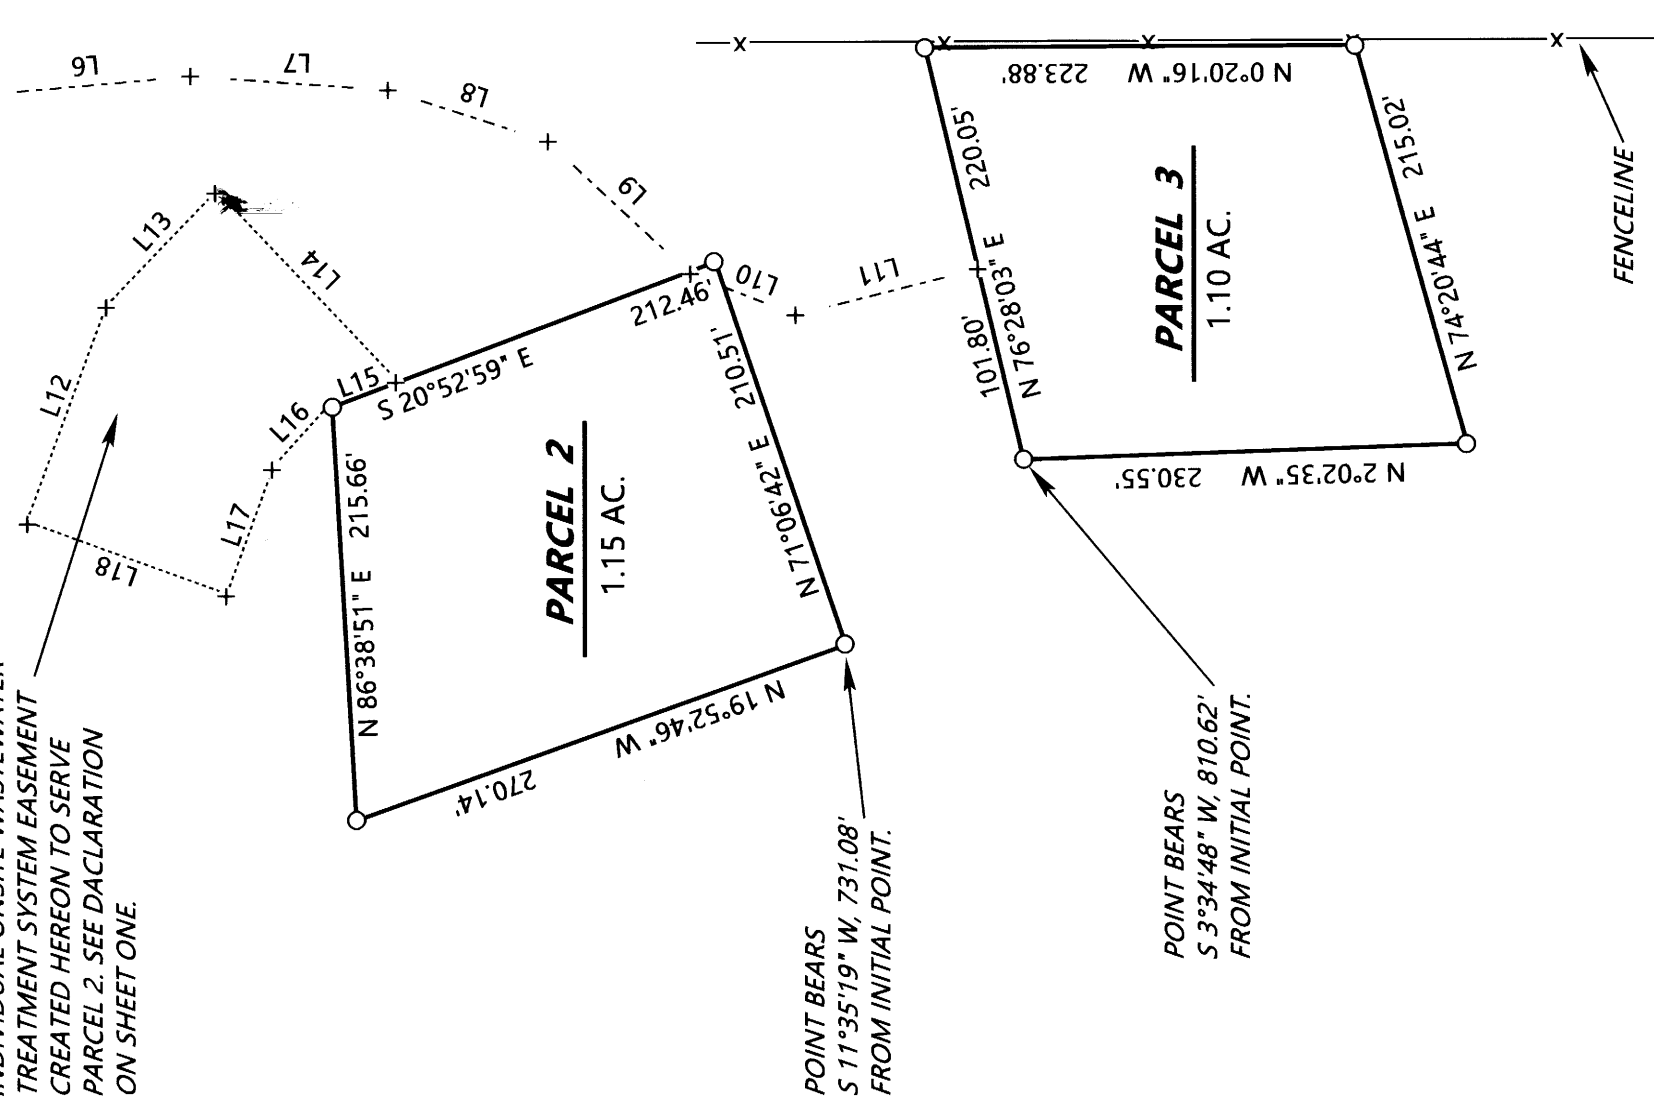 L6
L7
L8
L9
L10
L11
L12
L13
L14
L15
L16
L17
L18
TREATMENT SYSTEM EASEMENT
CREATED HEREON TO SERVE
PARCEL 2. SEE DACLARATION
ON SHEET ONE.
N 86°38'51" E 215.66'
S 20°52'59" E
212.46'
N 71°06'42" E 210.51'
N 19°52'46" W
270.14'
PARCEL 2
1.15 AC.
POINT BEARS
S 11°35'19" W, 731.08'
FROM INITIAL POINT.
N 0°20'16" W 223.88'
220.05'
101.80'
N 76°28'03" E
N 74°20'44" E 215.02'
N 2°02'35" W 230.55'
PARCEL 3
1.10 AC.
POINT BEARS
S 3°34'48" W, 810.62'
FROM INITIAL POINT.
X
X
X
X
FENCELINE